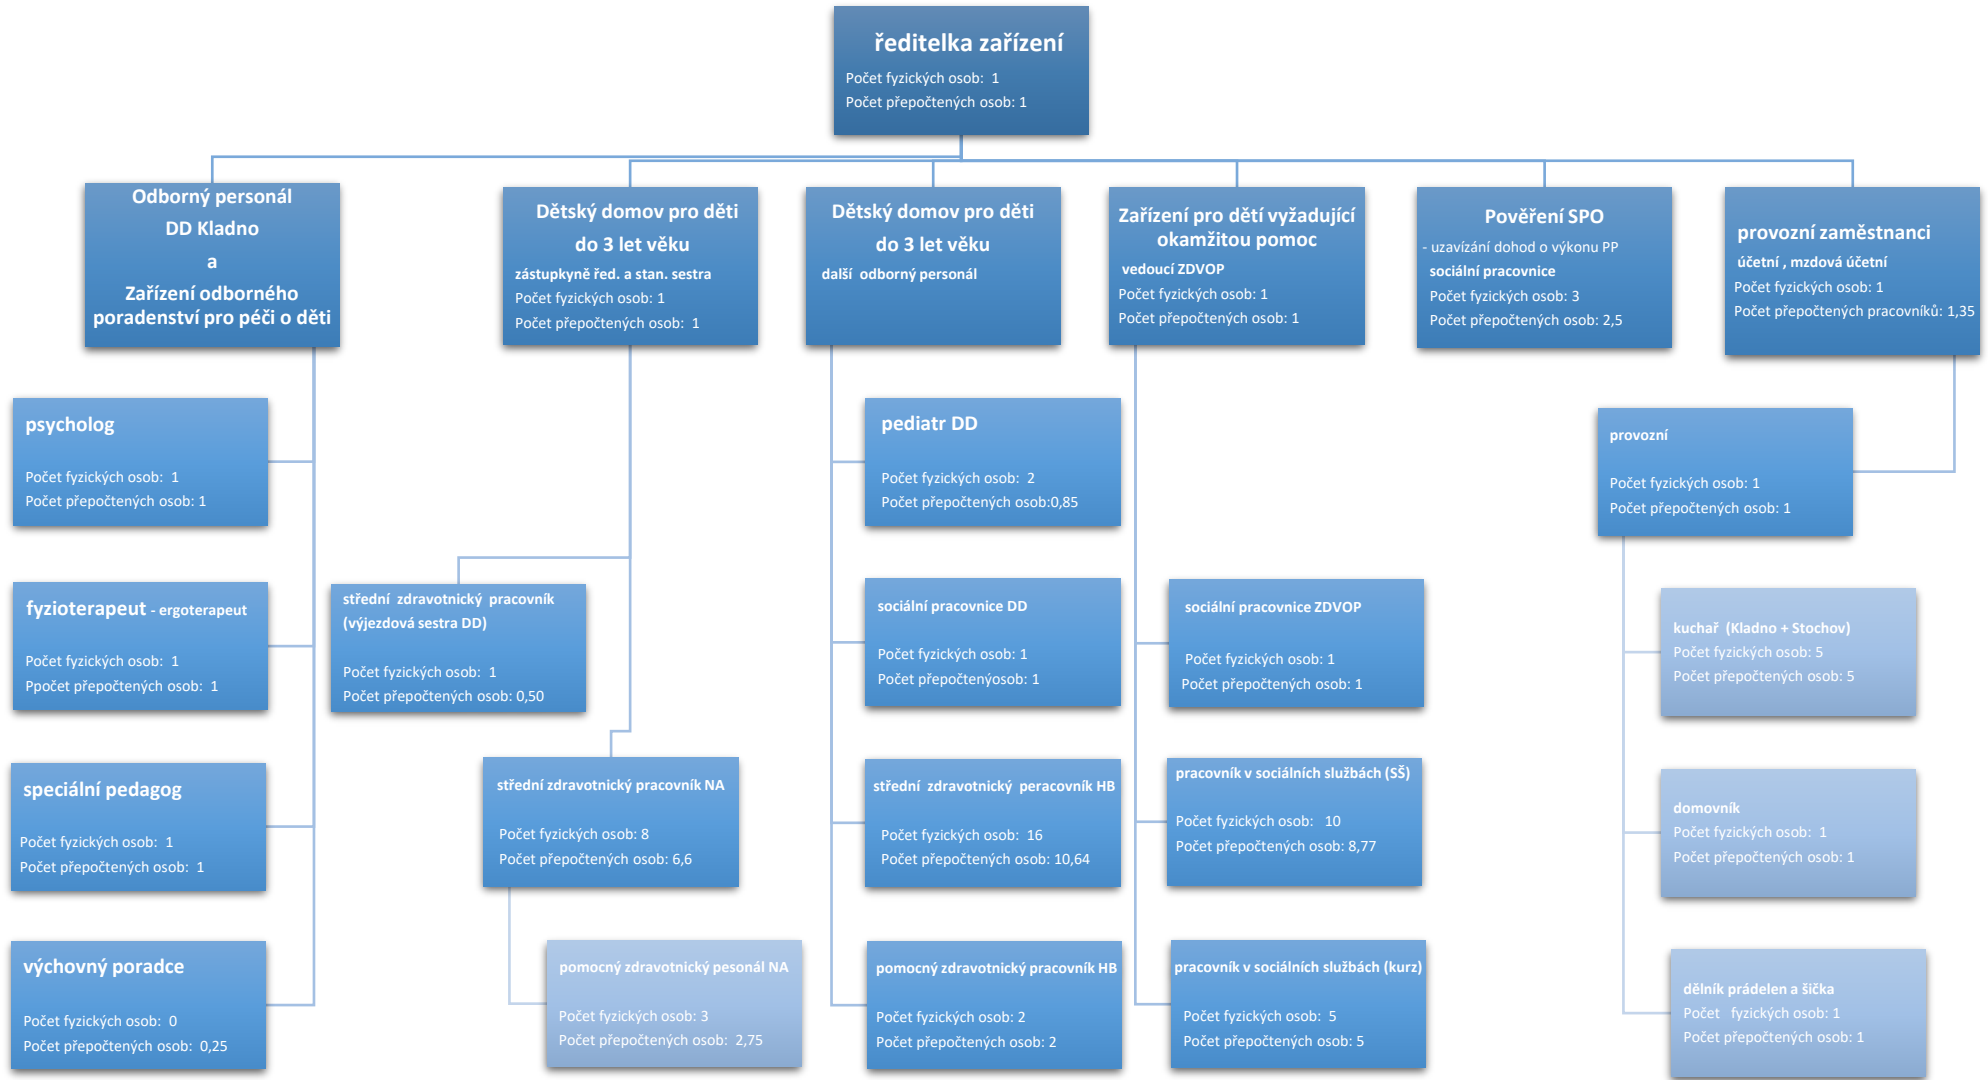 ředitelka zařízení
Počet fyzických osob: 1
Počet přepočtených osob: 1
Odborný personál
DD Kladno
a
Zařízení odborného
poradenství pro péči o děti
Dětský domov pro děti
do 3 let věku
zástupkyně řed. a stan. sestra
Počet fyzických osob: 1
Počet přepočtených osob: 1
Dětský domov pro děti
do 3 let věku
další odborný personál
Zařízení pro dětí vyžadující
okamžitou pomoc
vedoucí ZDVOP
Počet fyzických osob: 1
Počet přepočtených osob: 1
Pověření SPO
- uzavízání dohod o výkonu PP
sociální pracovnice
Počet fyzických osob: 3
Počet přepočtených osob: 2,5
provozní zaměstnanci
účetní , mzdová účetní
Počet fyzických osob: 1
Počet přepočtených pracovníků: 1,35
psycholog
Počet fyzických osob: 1
Počet přepočtených osob: 1
pediatr DD
Počet fyzických osob: 2
Počet přepočtených osob:0,85
provozní
Počet fyzických osob: 1
Počet přepočtených osob: 1
fyzioterapeut - ergoterapeut
Počet fyzických osob: 1
Ppočet přepočtených osob: 1
střední zdravotnický pracovník
(výjezdová sestra DD)
Počet fyzických osob: 1
Počet přepočtených osob: 0,50
sociální pracovnice DD
Počet fyzických osob: 1
Počet přepočtenýosob: 1
sociální pracovnice ZDVOP
Počet fyzických osob: 1
Počet přepočtených osob: 1
kuchař (Kladno + Stochov)
Počet fyzických osob: 5
Počet přepočtených osob: 5
speciální pedagog
Počet fyzických osob: 1
Počet přepočtených osob: 1
střední zdravotnický pracovník NA
Počet fyzických osob: 8
Počet přepočtených osob: 6,6
střední zdravotnický peracovník HB
Počet fyzických osob: 16
Počet přepočtených osob: 10,64
pracovník v sociálních službách (SŠ)
Počet fyzických osob: 10
Počet přepočtených osob: 8,77
domovník
Počet fyzických osob: 1
Počet přepočtených osob: 1
výchovný poradce
Počet fyzických osob: 0
Počet přepočtených osob: 0,25
pomocný zdravotnický pesonál NA
Počet fyzických osob: 3
Počet přepočtených osob: 2,75
pomocný zdravotnický pracovník HB
Počet fyzických osob: 2
Počet přepočtených osob: 2
pracovník v sociálních službách (kurz)
Počet fyzických osob: 5
Počet přepočtených osob: 5
dělník prádelen a šička
Počet fyzických osob: 1
Počet přepočtených osob: 1